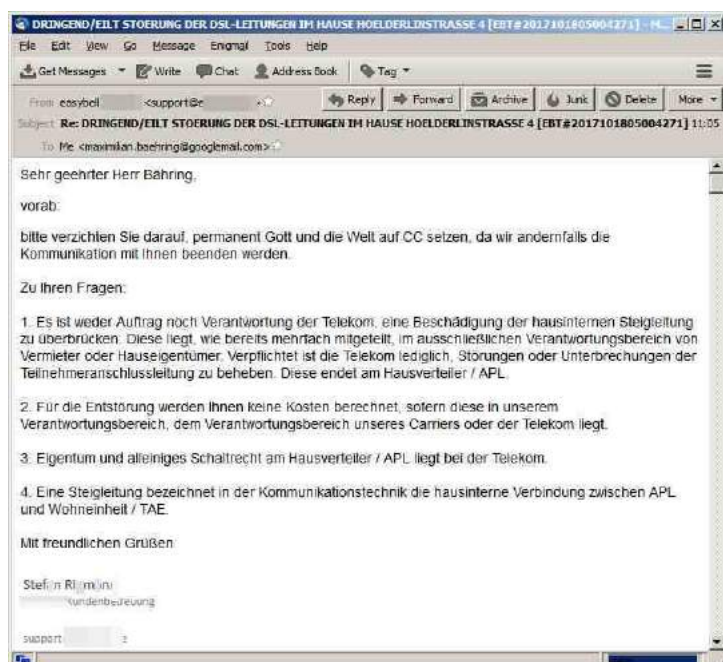 DRINGEND/EILT STOERUNG DER DSL-LEITUNGEN IM HAUSE HOELDERLINSTRASSE 4 [EBT#2017101805004271] - M...
File Edit View Go Message Enigmail Tools Help
Get Messages Write Chat Address Book Tag
From easybell <support@e
Reply Forward Archive Junk Delete More
Subject Re: DRINGEND/EILT STOERUNG DER DSL-LEITUNGEN IM HAUSE HOELDERLINSTRASSE 4 [EBT#2017101805004271] 11:05
To Me <maximilian.baehring@googlemail.com>
Sehr geehrter Herr Bähring,
vorab:
bitte verzichten Sie darauf, permanent Gott und die Welt auf CC setzen, da wir andernfalls die
Kommunikation mit Ihnen beenden werden.
Zu Ihren Fragen:
1. Es ist weder Auftrag noch Verantwortung der Telekom, eine Beschädigung der hausinternen Steigleitung
zu überbrücken. Diese liegt, wie bereits mehrfach mitgeteilt, im ausschließlichen Verantwortungsbereich von
Vermieter oder Hauseigentümer. Verpflichtet ist die Telekom lediglich, Störungen oder Unterbrechungen der
Teilnehmeranschlussleitung zu beheben. Diese endet am Hausverteiler / APL.
2. Für die Entstörung werden Ihnen keine Kosten berechnet, sofern diese in unserem
Verantwortungsbereich, dem Verantwortungsbereich unseres Carriers oder der Telekom liegt.
3. Eigentum und alleiniges Schaltrecht am Hausverteiler / APL liegt bei der Telekom.
4. Eine Steigleitung bezeichnet in der Kommunikationstechnik die hausinterne Verbindung zwischen APL
und Wohneinheit / TAE.
Mit freundlichen Grüßen
Kundenbetreuung
support